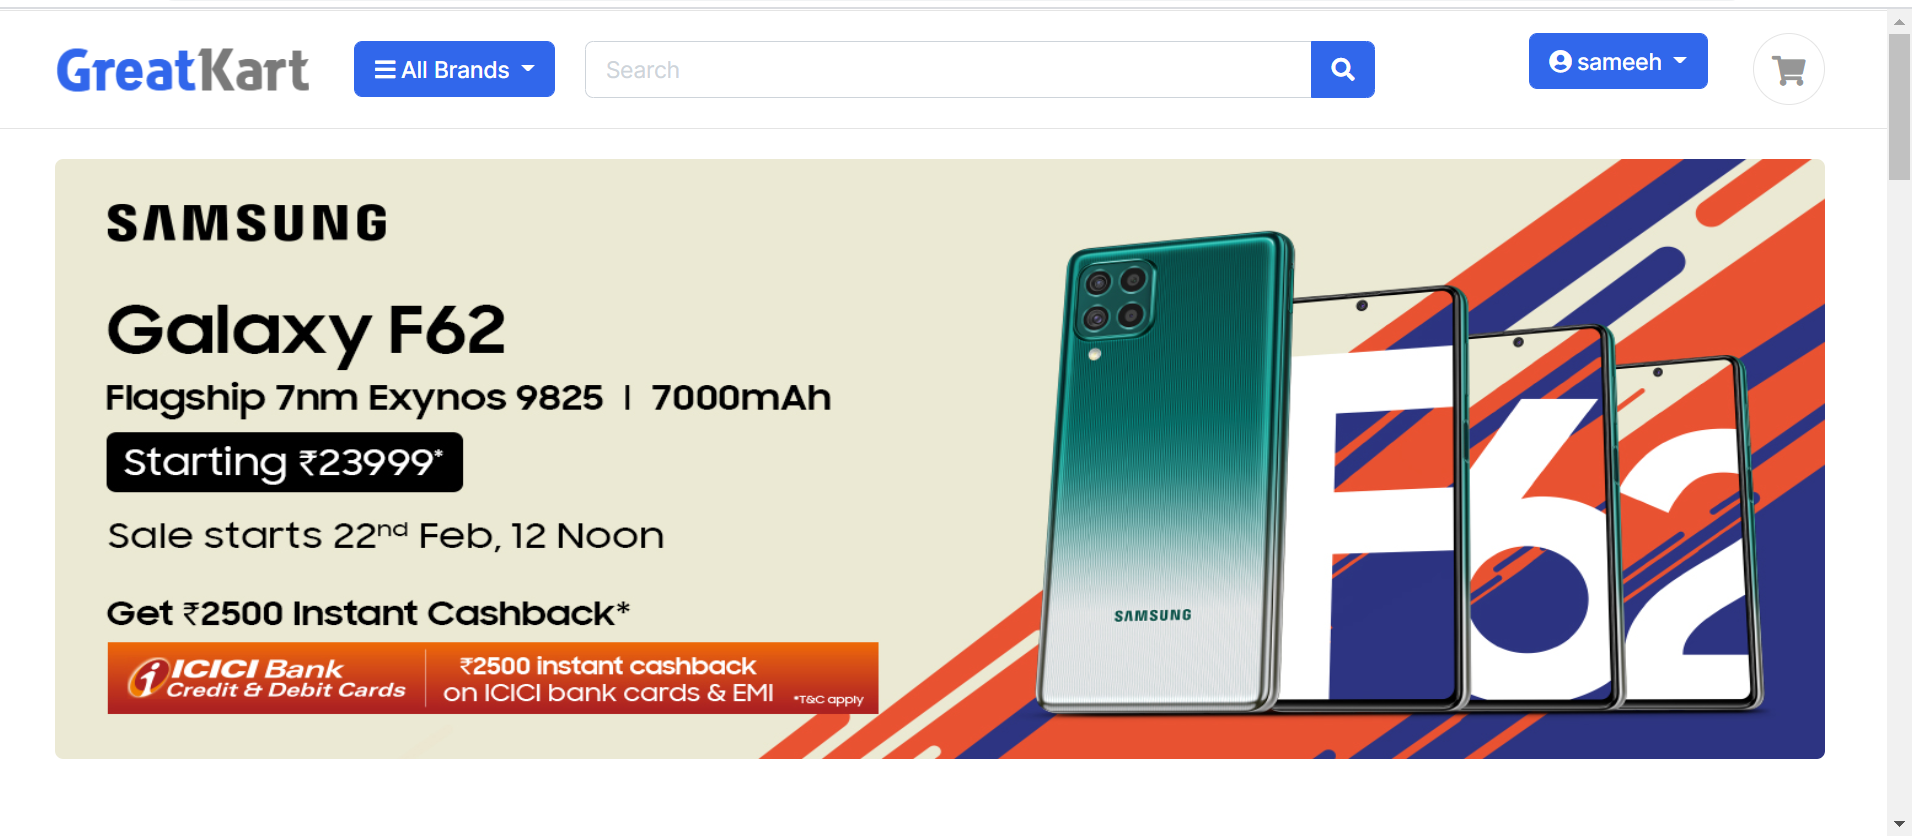 GreatKart
All Brands
Search
sameeh
SAMSUNG
Galaxy F62
Flagship 7nm Exynos 9825 | 7000mAh
Starting ₹23999*
Sale starts 22nd Feb, 12 Noon
Get ₹2500 Instant Cashback*
ICICI Bank
Credit & Debit Cards
₹2500 instant cashback
on ICICI bank cards & EMI
*T&C apply
SAMSUNG
F62